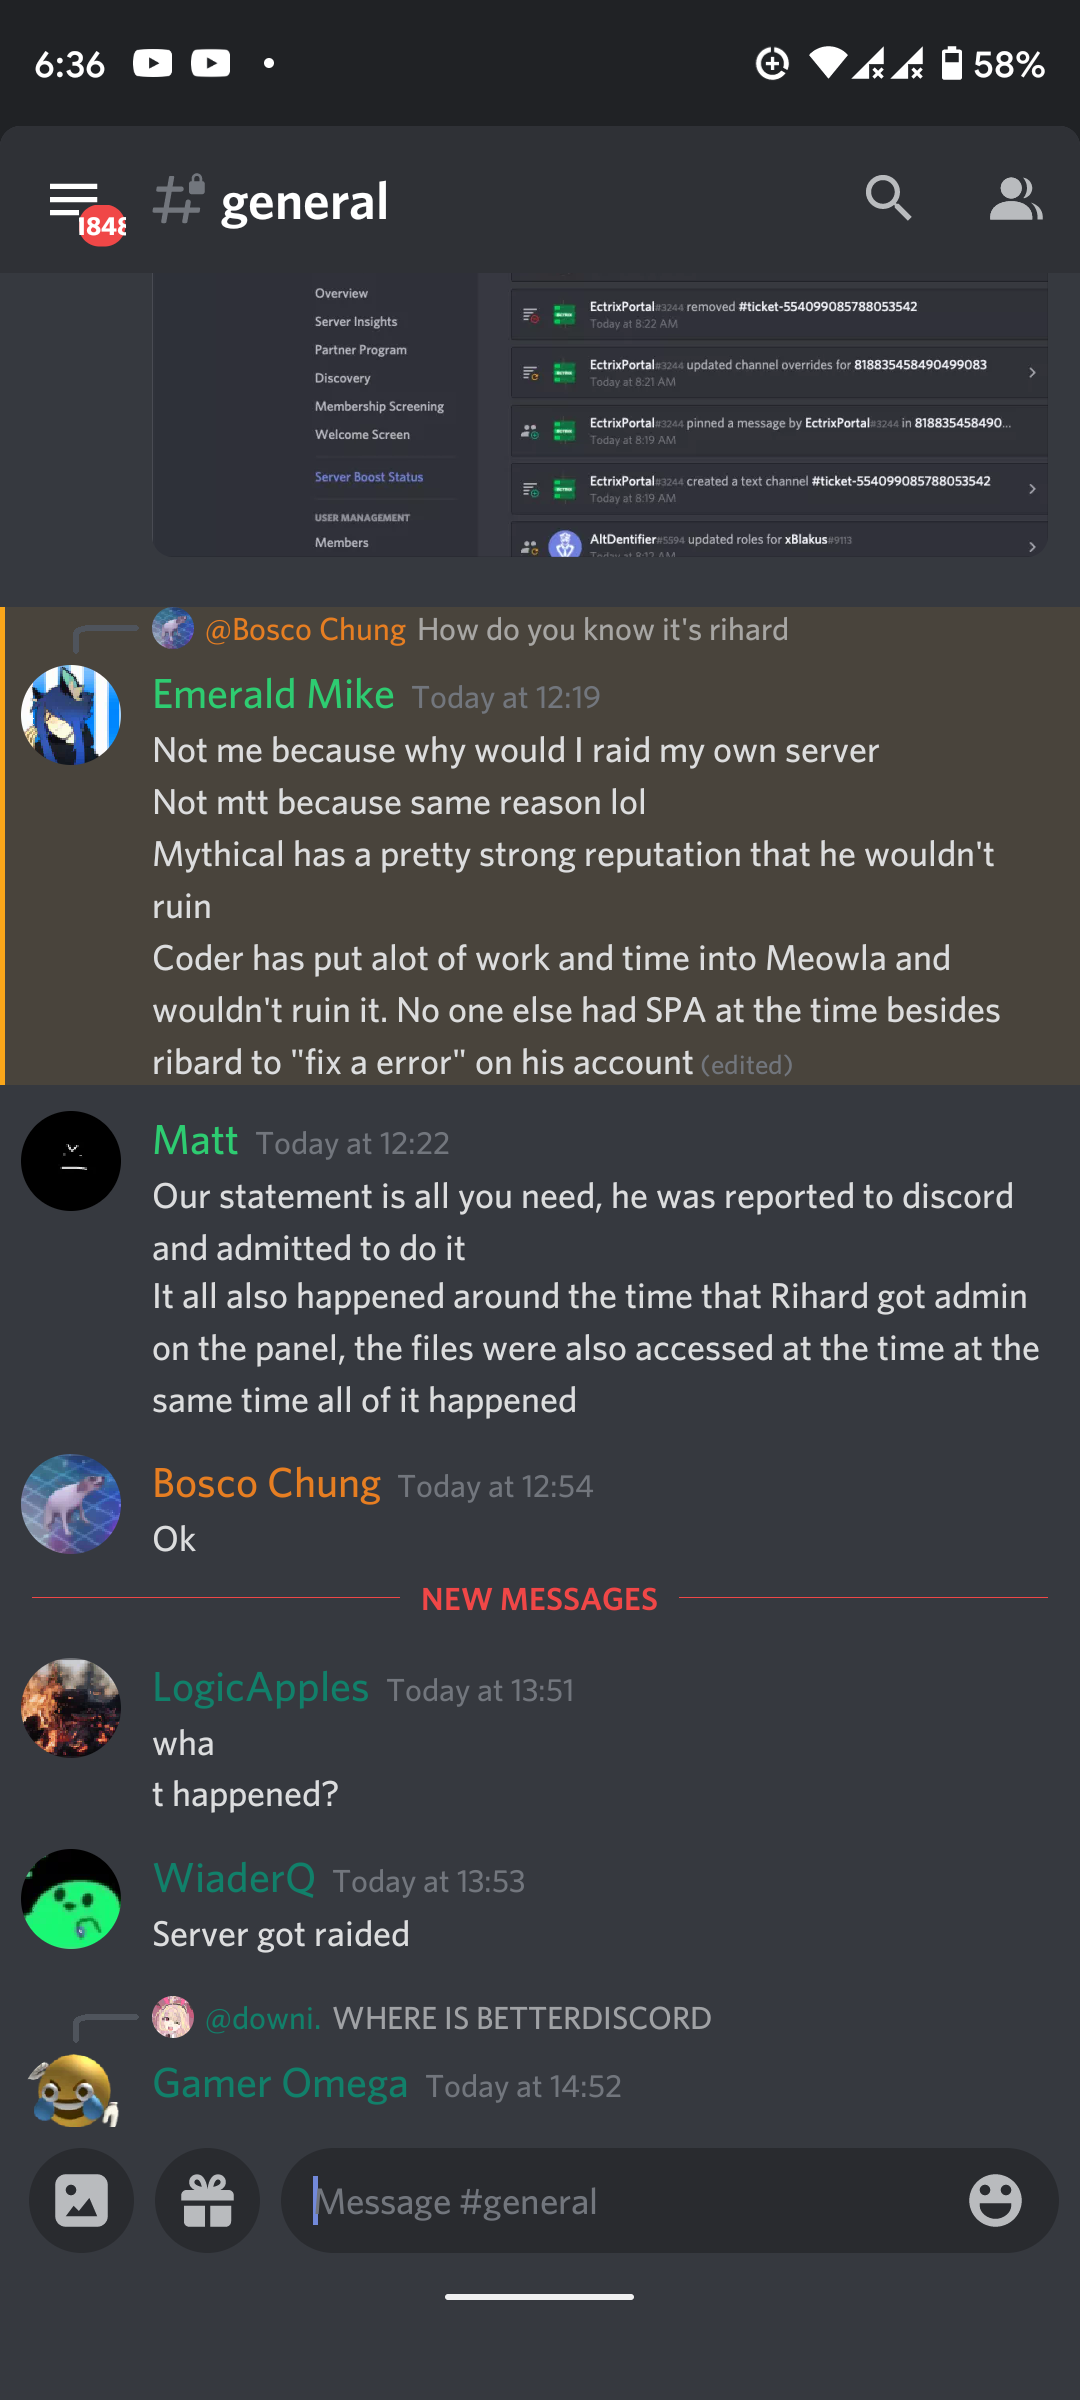 6:36
58%
1848
general
Overview
Server Insights
Partner Program
Discovery
Membership Screening
Welcome Screen
Server Boost Status
USER MANAGEMENT
Members
EctrixPortal#3244 removed #ticket-554099085788053542
Today at 8:22 AM
EctrixPortal#3244 updated channel overrides for 818835458490499083
Today at 8:21 AM
EctrixPortal#3244 pinned a message by EctrixPortal#3244 in 818835458490...
Today at 8:19 AM
EctrixPortal#3244 created a text channel #ticket-554099085788053542
Today at 8:19 AM
AltDentifier#5594 updated roles for xBlakus#9113
Today at 8:12 AM
@Bosco Chung How do you know it's rihard
Emerald Mike Today at 12:19
Not me because why would I raid my own server
Not mtt because same reason lol
Mythical has a pretty strong reputation that he wouldn't
ruin
Coder has put alot of work and time into Meowla and
wouldn't ruin it. No one else had SPA at the time besides
ribard to "fix a error" on his account (edited)
Matt Today at 12:22
Our statement is all you need, he was reported to discord
and admitted to do it
It all also happened around the time that Rihard got admin
on the panel, the files were also accessed at the time at the
same time all of it happened
Bosco Chung Today at 12:54
Ok
NEW MESSAGES
LogicApples Today at 13:51
wha
t happened?
WiaderQ Today at 13:53
Server got raided
@downi. WHERE IS BETTERDISCORD
Gamer Omega Today at 14:52
Message #general